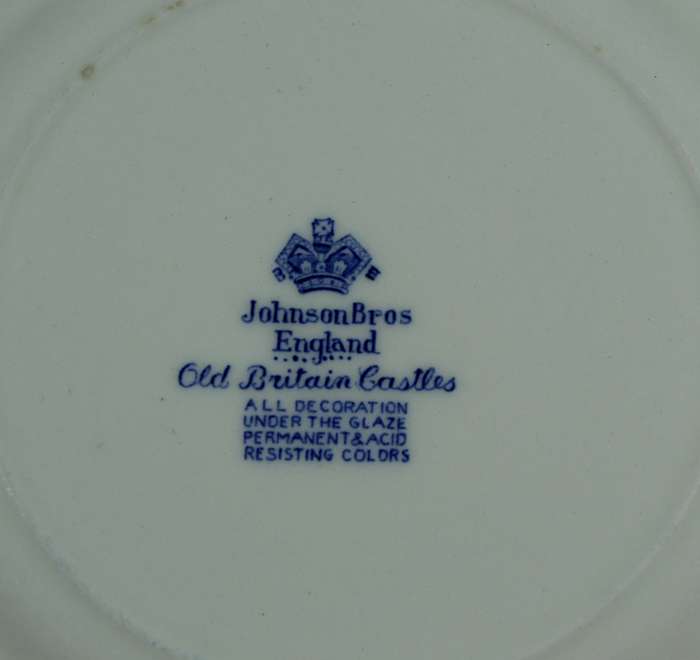 Johnson Bros
England
Old Britain Castles
ALL DECORATION
UNDER THE GLAZE
PERMANENT & ACID
RESISTING COLORS